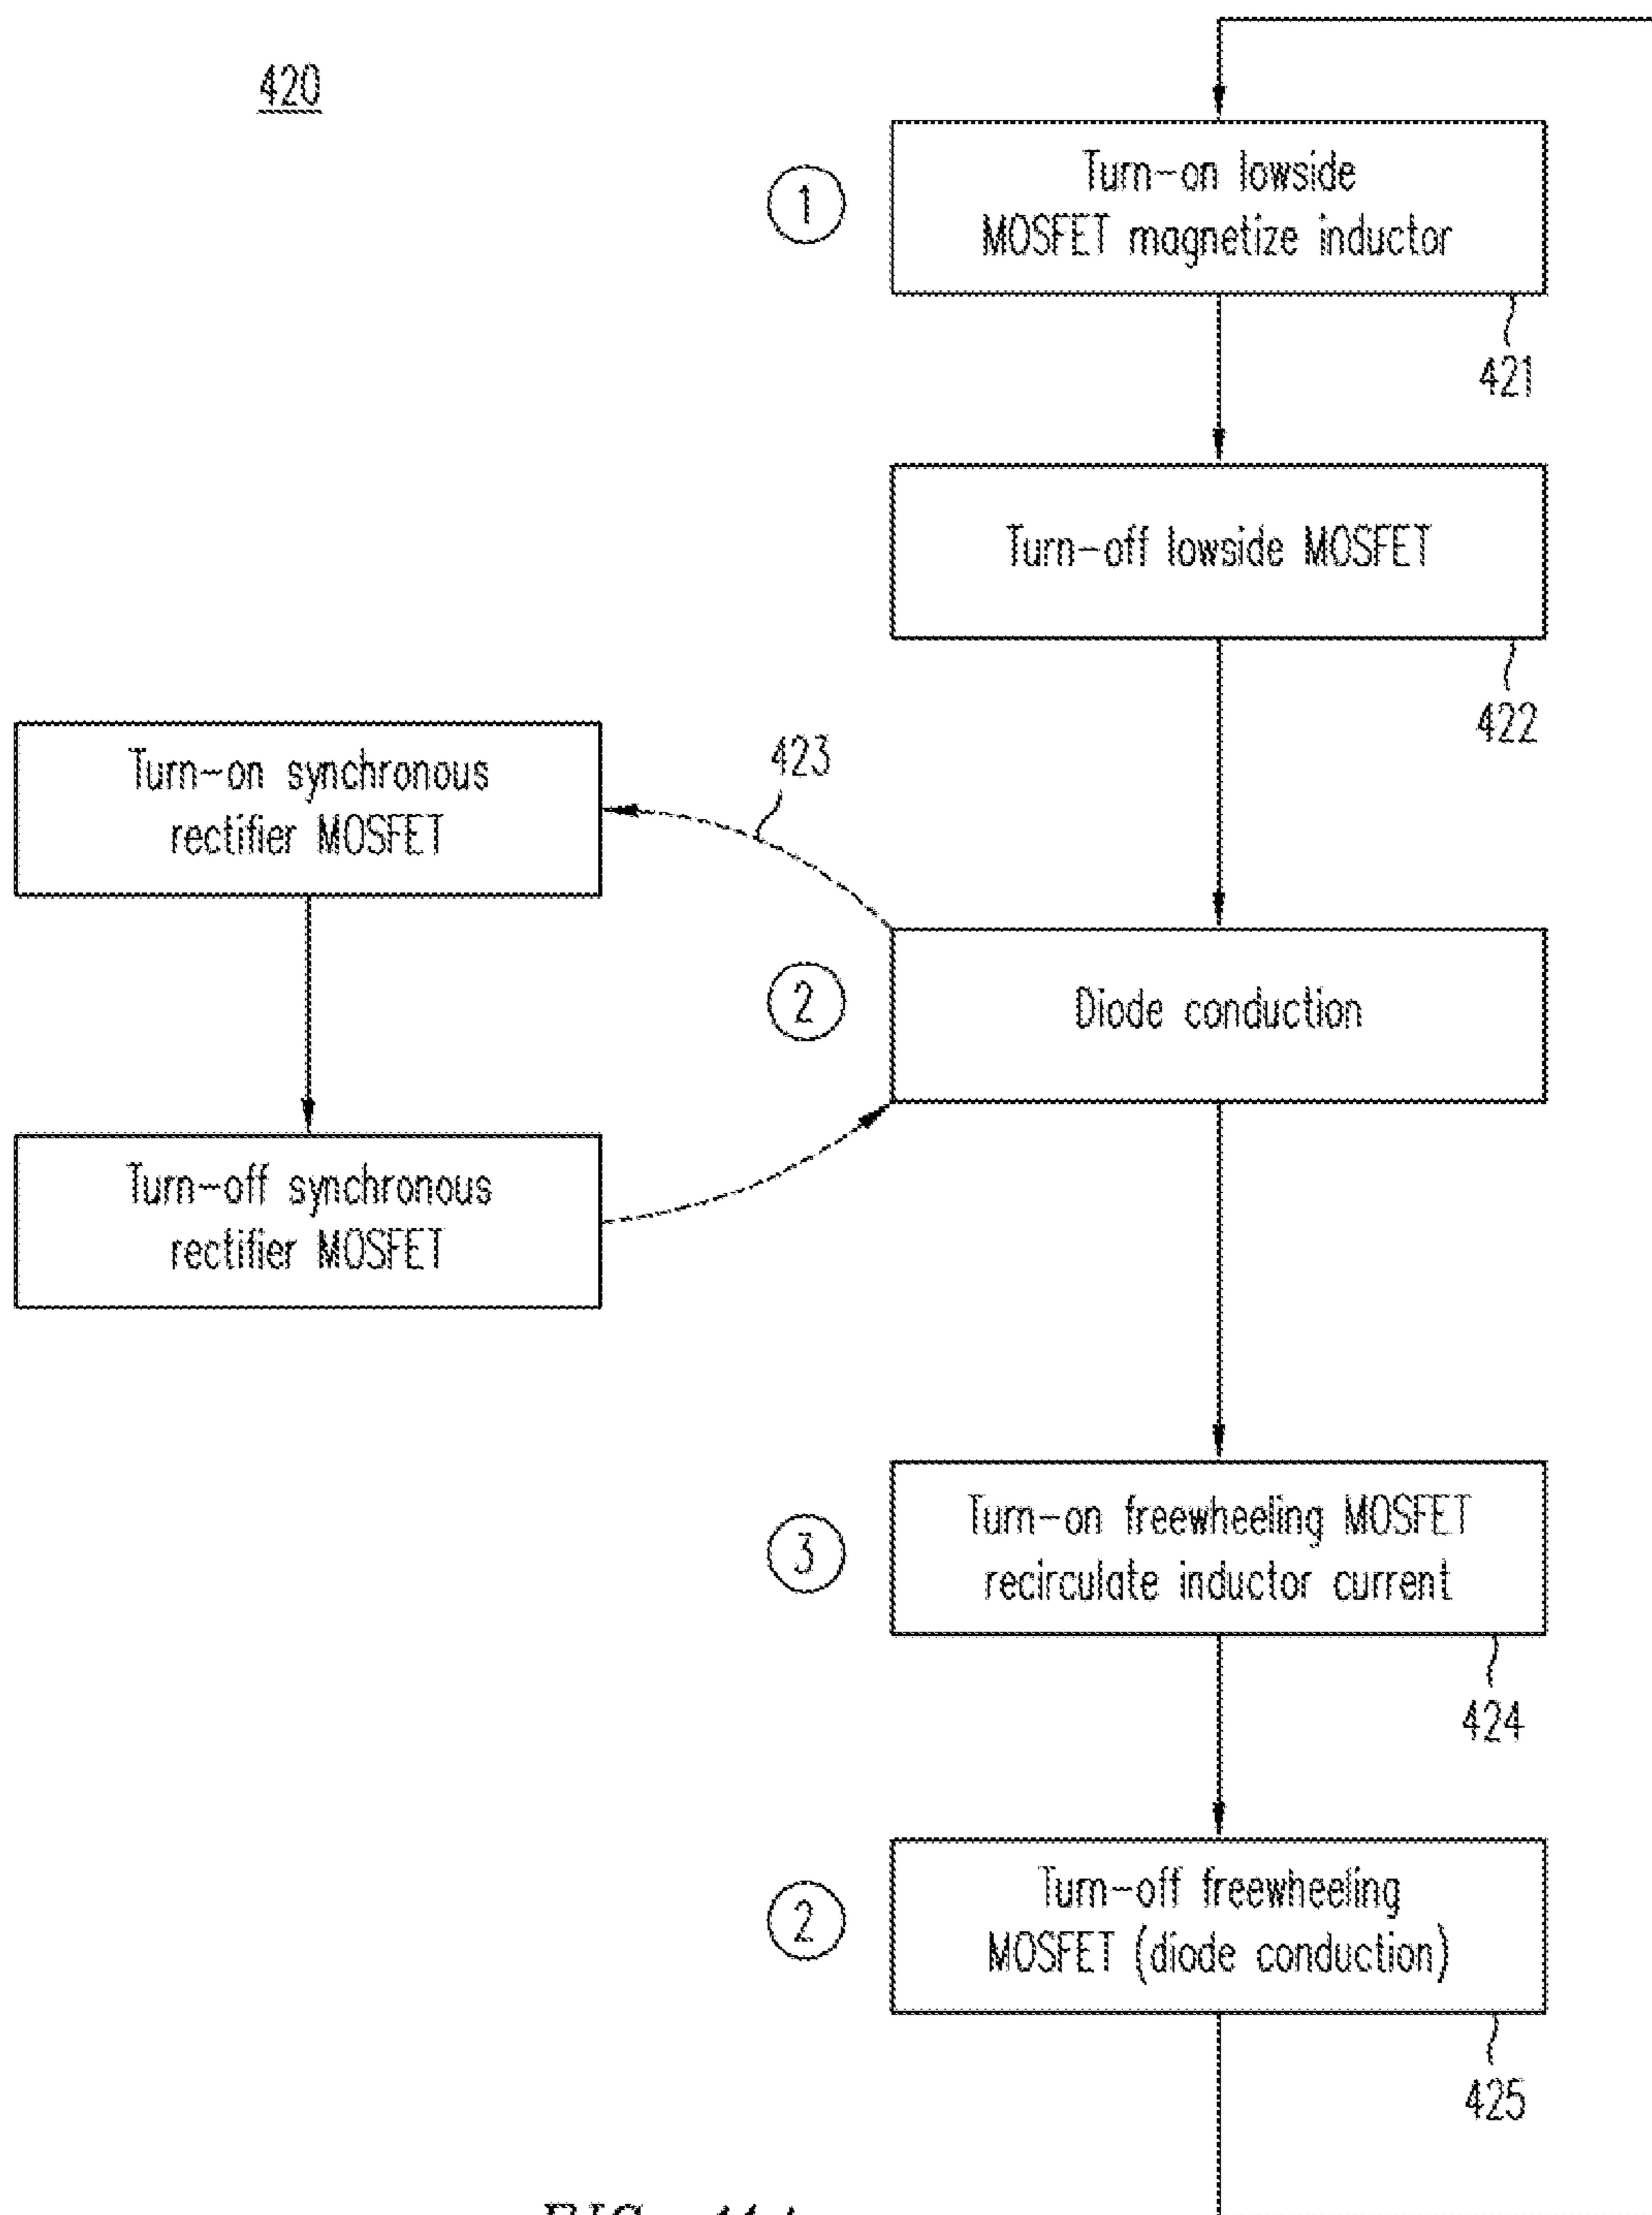 420
1
Turn-on lowside
MOSFET magnetize inductor
421
Turn-off lowside MOSFET
422
Turn-on synchronous
rectifier MOSFET
423
2
Diode conduction
Turn-off synchronous
rectifier MOSFET
3
Turn-on freewheeling MOSFET
recirculate inductor current
424
2
Turn-off freewheeling
MOSFET (diode conduction)
425